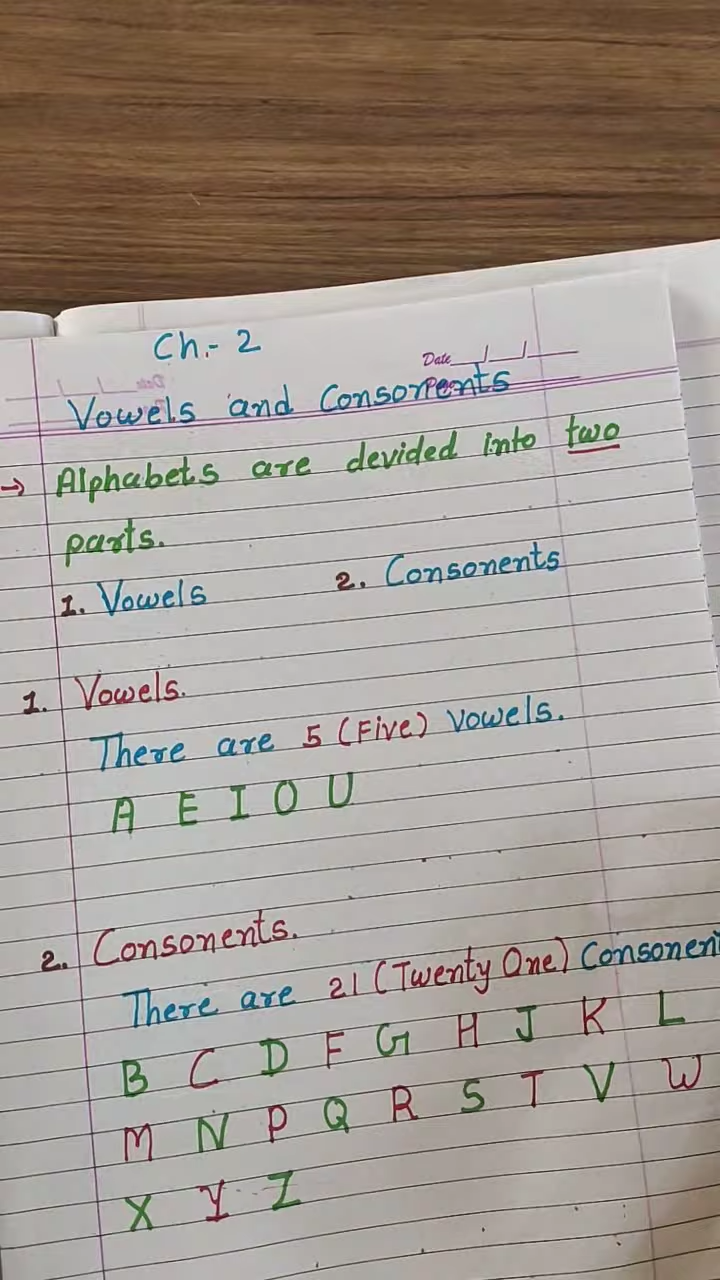 Ch.- 2
Date
Vowels and Consonents
→ Alphabets are devided into two
parts.
1. Vowels 2. Consonents
1. Vowels.
There are 5 (Five) Vowels.
A E I O U
2. Consonents.
There are 21 (Twenty One) Consonen
B C D F G H J K L
M N P Q R S T V W
X Y Z